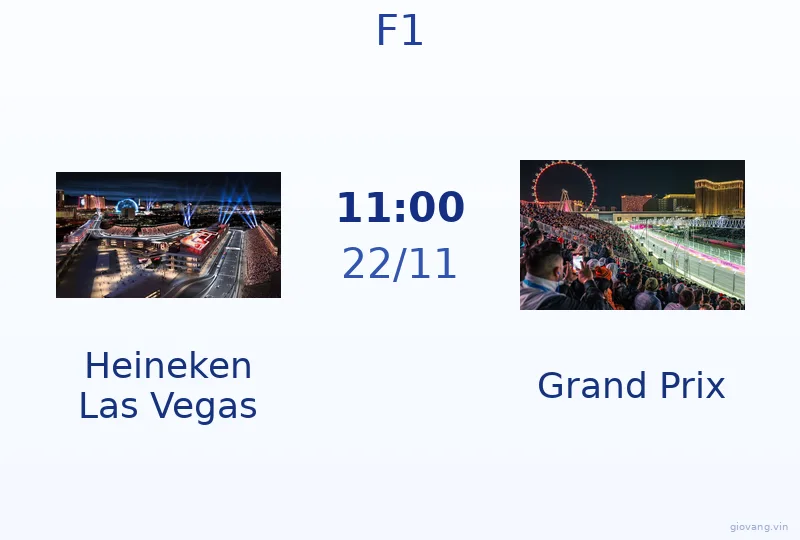 F1
11:00
22/11
Heineken
Las Vegas
Grand Prix
giovang.vin